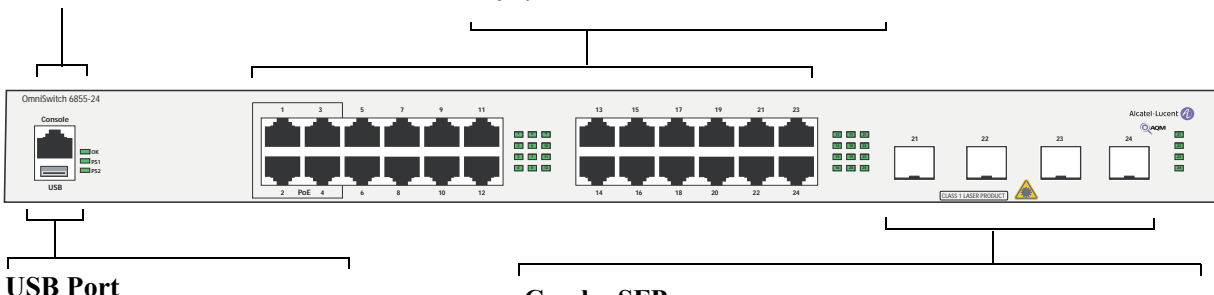 OmniSwitch 6855-24
Console
OK
PS1
PS2
USB
1 3 5 7 9 11
2 PoE 4 6 8 10 12
13 15 17 19 21 23
14 16 18 20 22 24
21 22 23 24
Alcatel-Lucent
AQM
CLASS 1 LASER PRODUCT
USB Port